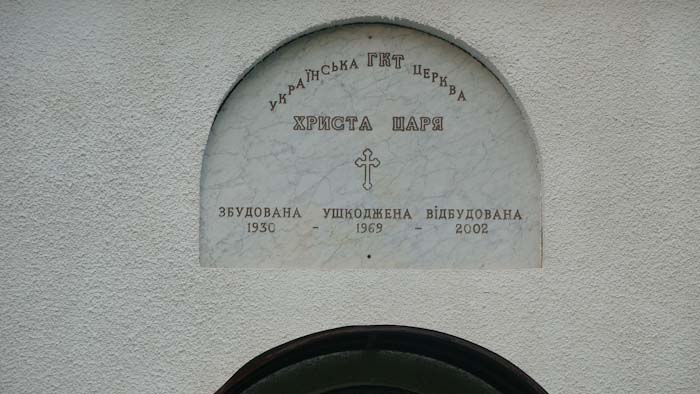 УКРАЇНСЬКА ГКТ ЦЕРКВА
ХРИСТА ЦАРЯ
ЗБУДОВАНА УШКОДЖЕНА ВІДБУДОВАНА
1930 - 1969 - 2002